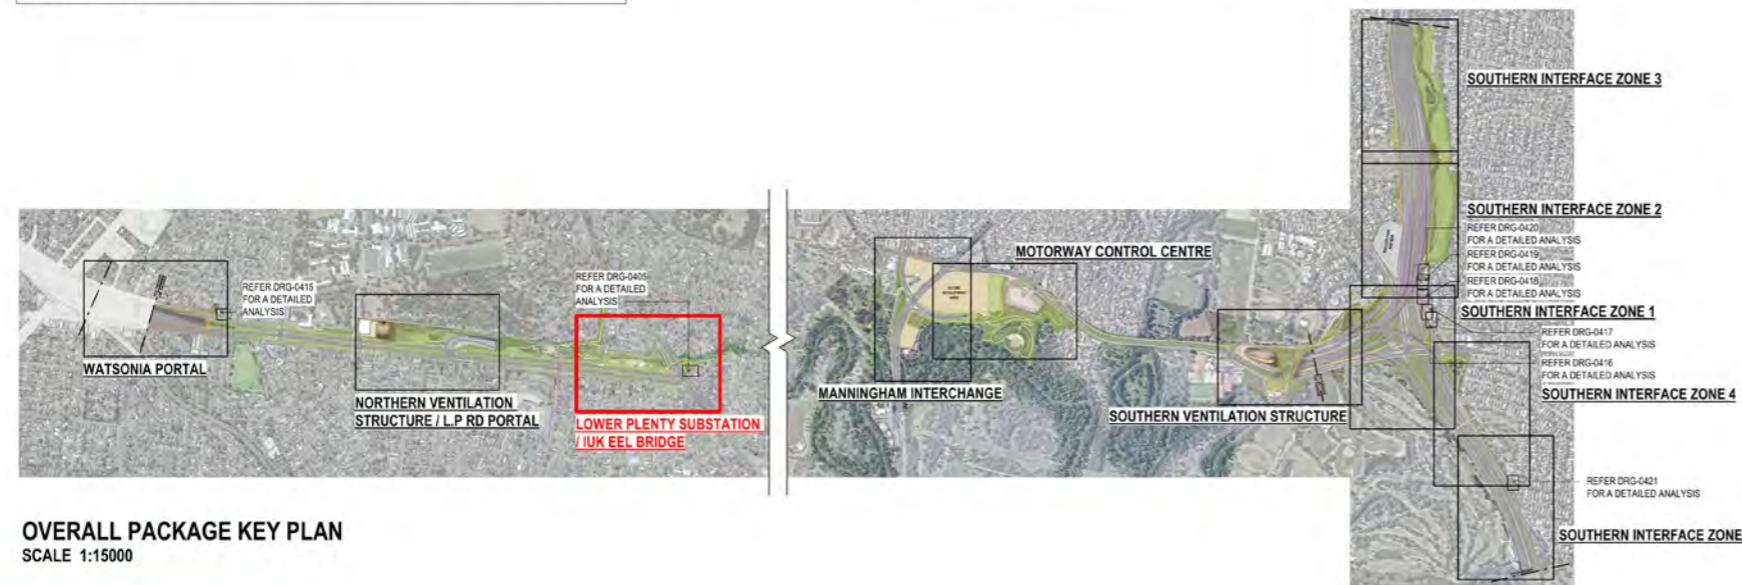 SOUTHERN INTERFACE ZONE 3
SOUTHERN INTERFACE ZONE 2
REFER DRG-0420
FOR A DETAILED ANALYSIS
REFER DRG-0419
FOR A DETAILED ANALYSIS
REFER DRG-0418
FOR A DETAILED ANALYSIS
SOUTHERN INTERFACE ZONE 1
REFER DRG-0417
FOR A DETAILED ANALYSIS
REFER DRG-0416
FOR A DETAILED ANALYSIS
SOUTHERN INTERFACE ZONE 4
REFER DRG-0421
FOR A DETAILED ANALYSIS
SOUTHERN INTERFACE ZONE
MOTORWAY CONTROL CENTRE
MANNINGHAM INTERCHANGE
SOUTHERN VENTILATION STRUCTURE
REFER DRG-0415
FOR A DETAILED
ANALYSIS
WATSONIA PORTAL
NORTHERN VENTILATION
STRUCTURE / L.P RD PORTAL
REFER DRG-0405
FOR A DETAILED
ANALYSIS
LOWER PLENTY SUBSTATION
/ IUK EEL BRIDGE
OVERALL PACKAGE KEY PLAN
SCALE 1:15000